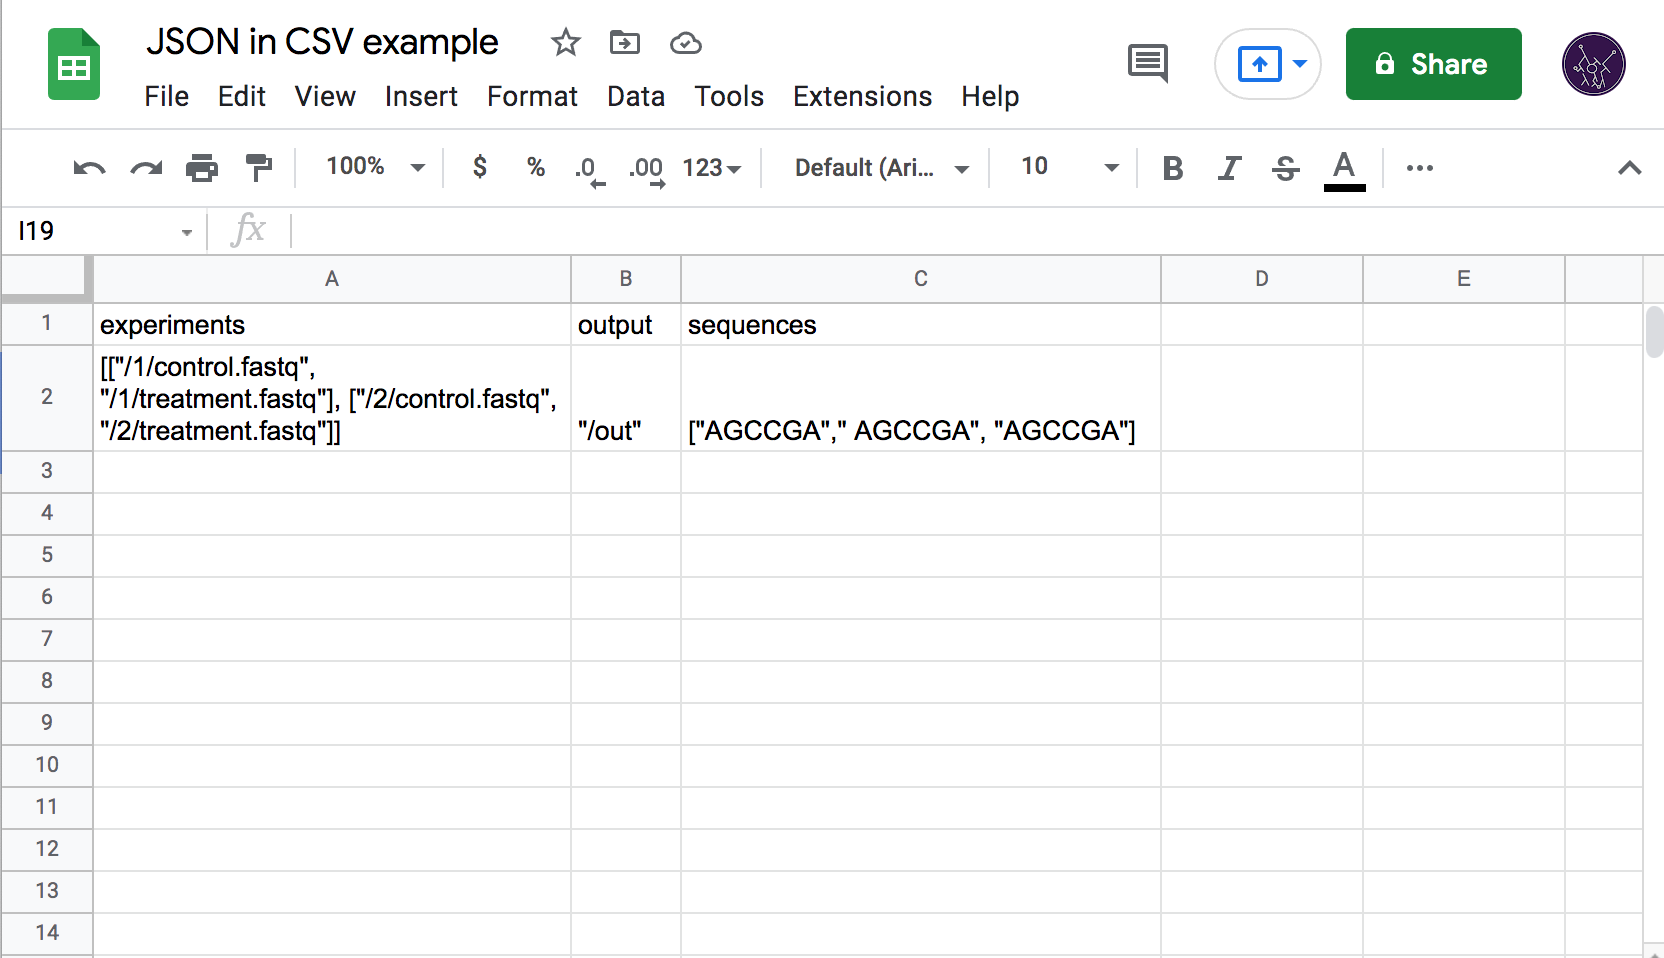 JSON in CSV example
File Edit View Insert Format Data Tools Extensions Help
Share
100% $ % .0 .00 123 Default (Ari... 10 B I S A ...
I19 fx
A B C D E
1 experiments output sequences
[["/1/control.fastq",
2 "/1/treatment.fastq"], ["/2/control.fastq",
"/2/treatment.fastq"]] "/out" ["AGCCGA"," AGCCGA", "AGCCGA"]
3
4
5
6
7
8
9
10
11
12
13
14